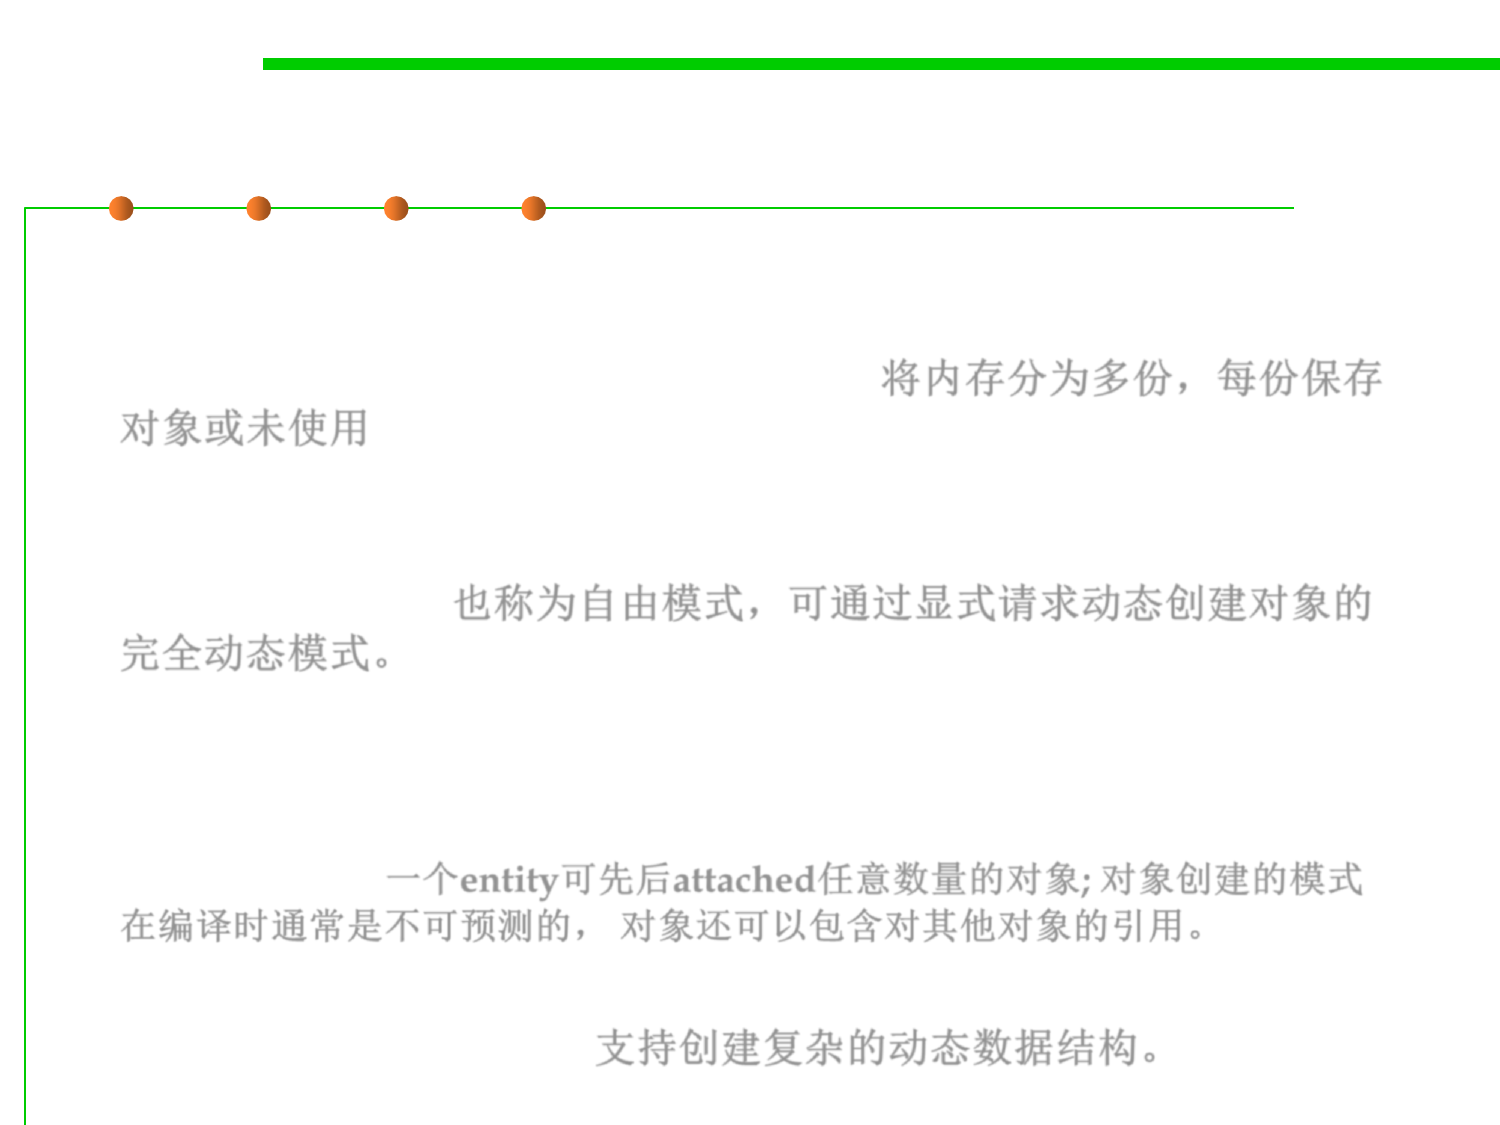 将内存分为多份，每份保存
对象或未使用
也称为自由模式，可通过显式请求动态创建对象的
完全动态模式。
一个entity可先后attached任意数量的对象; 对象创建的模式
在编译时通常是不可预测的， 对象还可以包含对其他对象的引用。
支持创建复杂的动态数据结构。